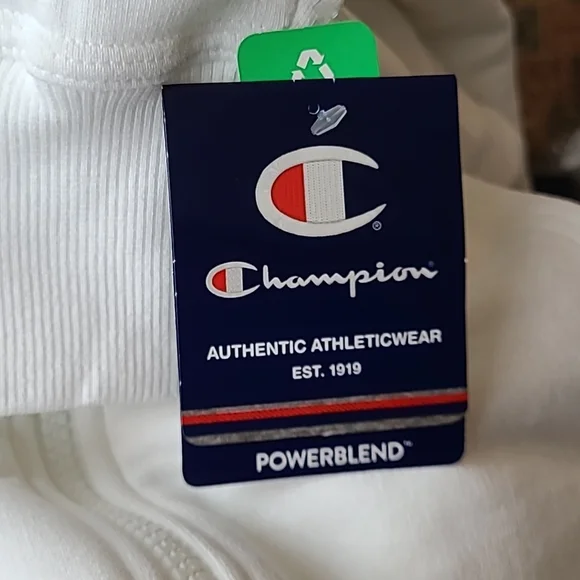 Champion®
AUTHENTIC ATHLETICWEAR
EST. 1919
POWERBLEND™